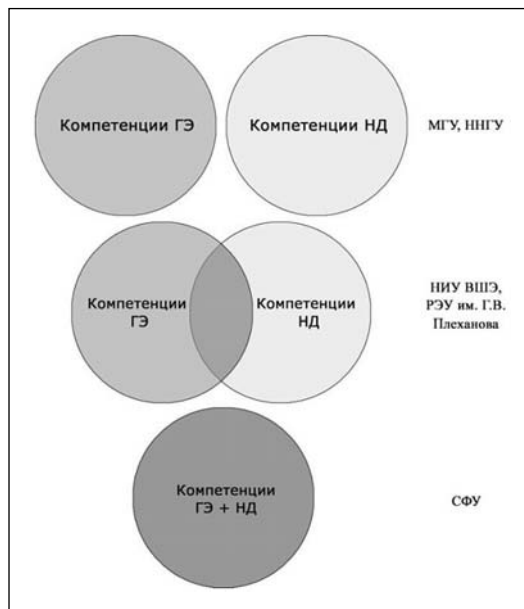 Компетенции ГЭ
Компетенции НД
МГУ, ННГУ
Компетенции
ГЭ
Компетенции
НД
НИУ ВШЭ,
РЭУ им. Г.В.
Плеханова
Компетенции
ГЭ + НД
СФУ